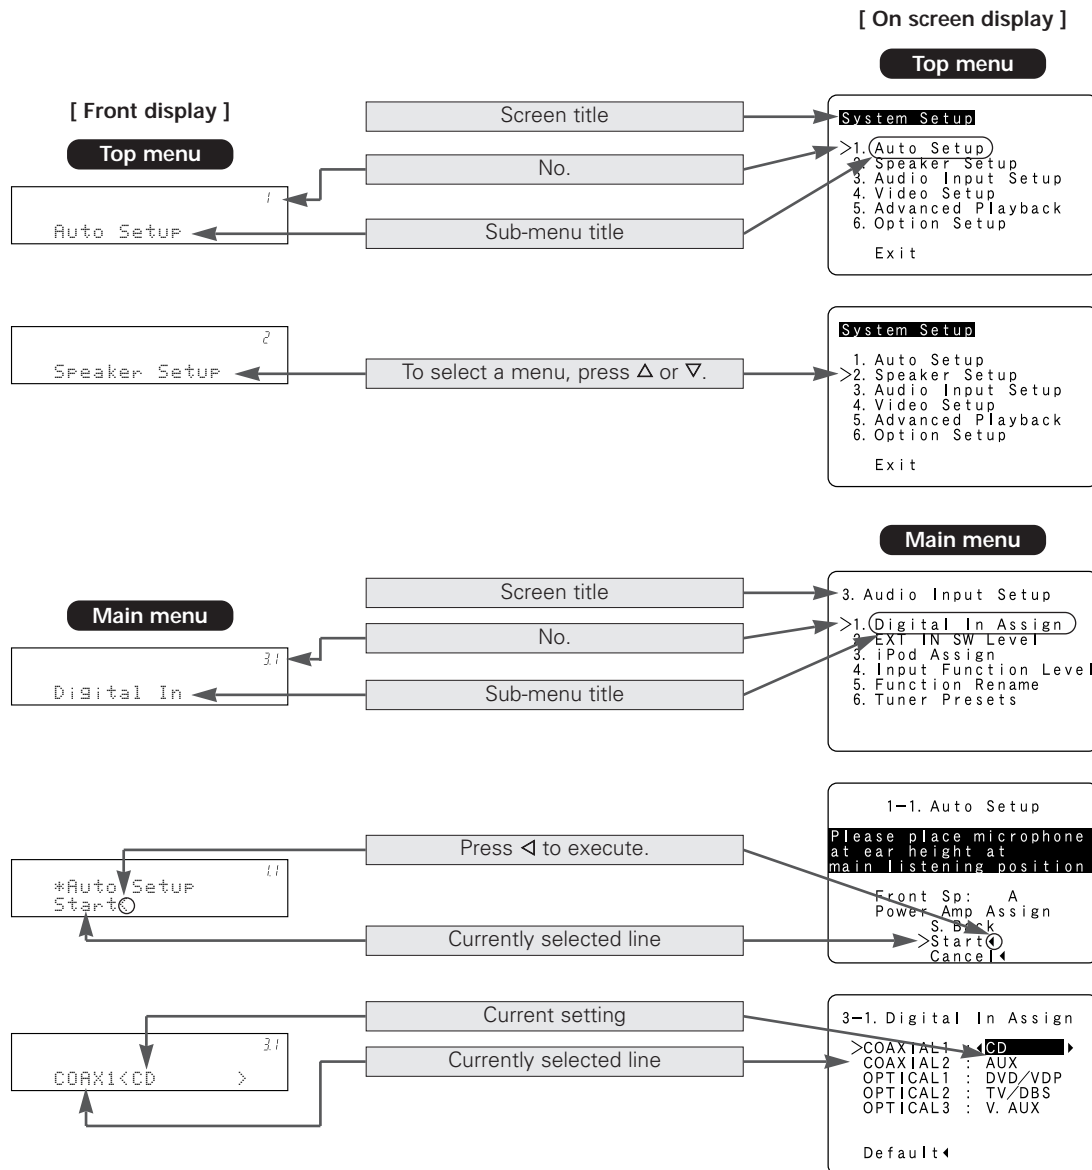 [ On screen display ]
Top menu
[ Front display ]
Top menu
Screen title
No.
Sub-menu title
1
Auto Setup
System Setup
>1. Auto Setup
2. Speaker Setup
3. Audio Input Setup
4. Video Setup
5. Advanced Playback
6. Option Setup
Exit
2
Speaker Setup
To select a menu, press △ or ▽.
System Setup
1. Auto Setup
>2. Speaker Setup
3. Audio Input Setup
4. Video Setup
5. Advanced Playback
6. Option Setup
Exit
Main menu
Main menu
Screen title
No.
Sub-menu title
3.1
Digital In
3. Audio Input Setup
>1. Digital In Assign
2. EXT IN SW Level
3. iPod Assign
4. Input Function Level
5. Function Rename
6. Tuner Presets
1.1
*Auto Setup
Start<
Press ◁ to execute.
Currently selected line
1-1. Auto Setup
Please place microphone
at ear height at
main listening position
Front Sp: A
Power Amp Assign
S. Back
>Start◀
Cancel◀
3.1
COAX1<CD >
Current setting
Currently selected line
3-1. Digital In Assign
>COAXIAL1 : ◀CD ▶
COAXIAL2 : AUX
OPTICAL1 : DVD/VDP
OPTICAL2 : TV/DBS
OPTICAL3 : V. AUX
Default◀